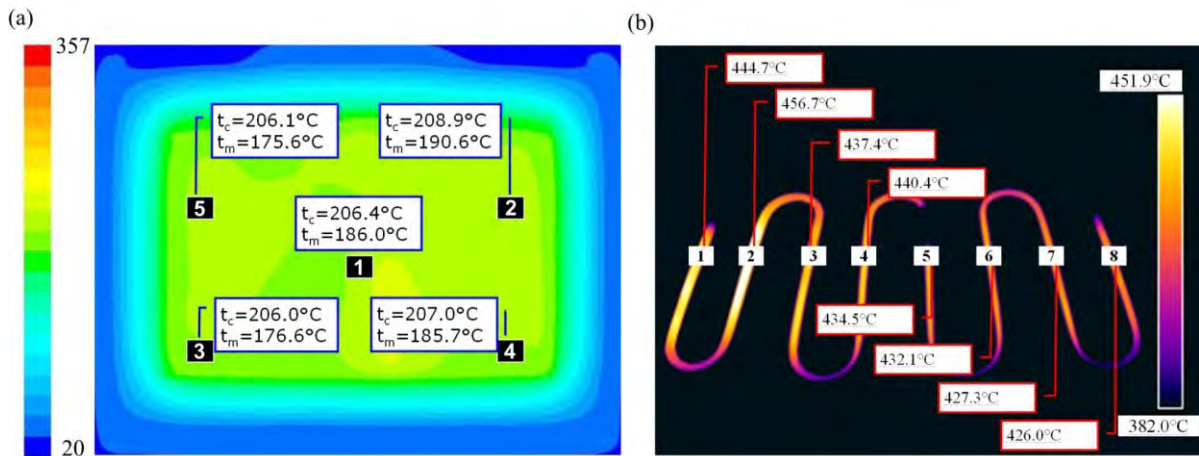 (a)
357
20
t_c=206.1°C
t_m=175.6°C
t_c=208.9°C
t_m=190.6°C
5
2
t_c=206.4°C
t_m=186.0°C
1
t_c=206.0°C
t_m=176.6°C
t_c=207.0°C
t_m=185.7°C
3
4
(b)
444.7°C
456.7°C
437.4°C
440.4°C
451.9°C
1
2
3
4
5
6
7
8
434.5°C
432.1°C
427.3°C
426.0°C
382.0°C